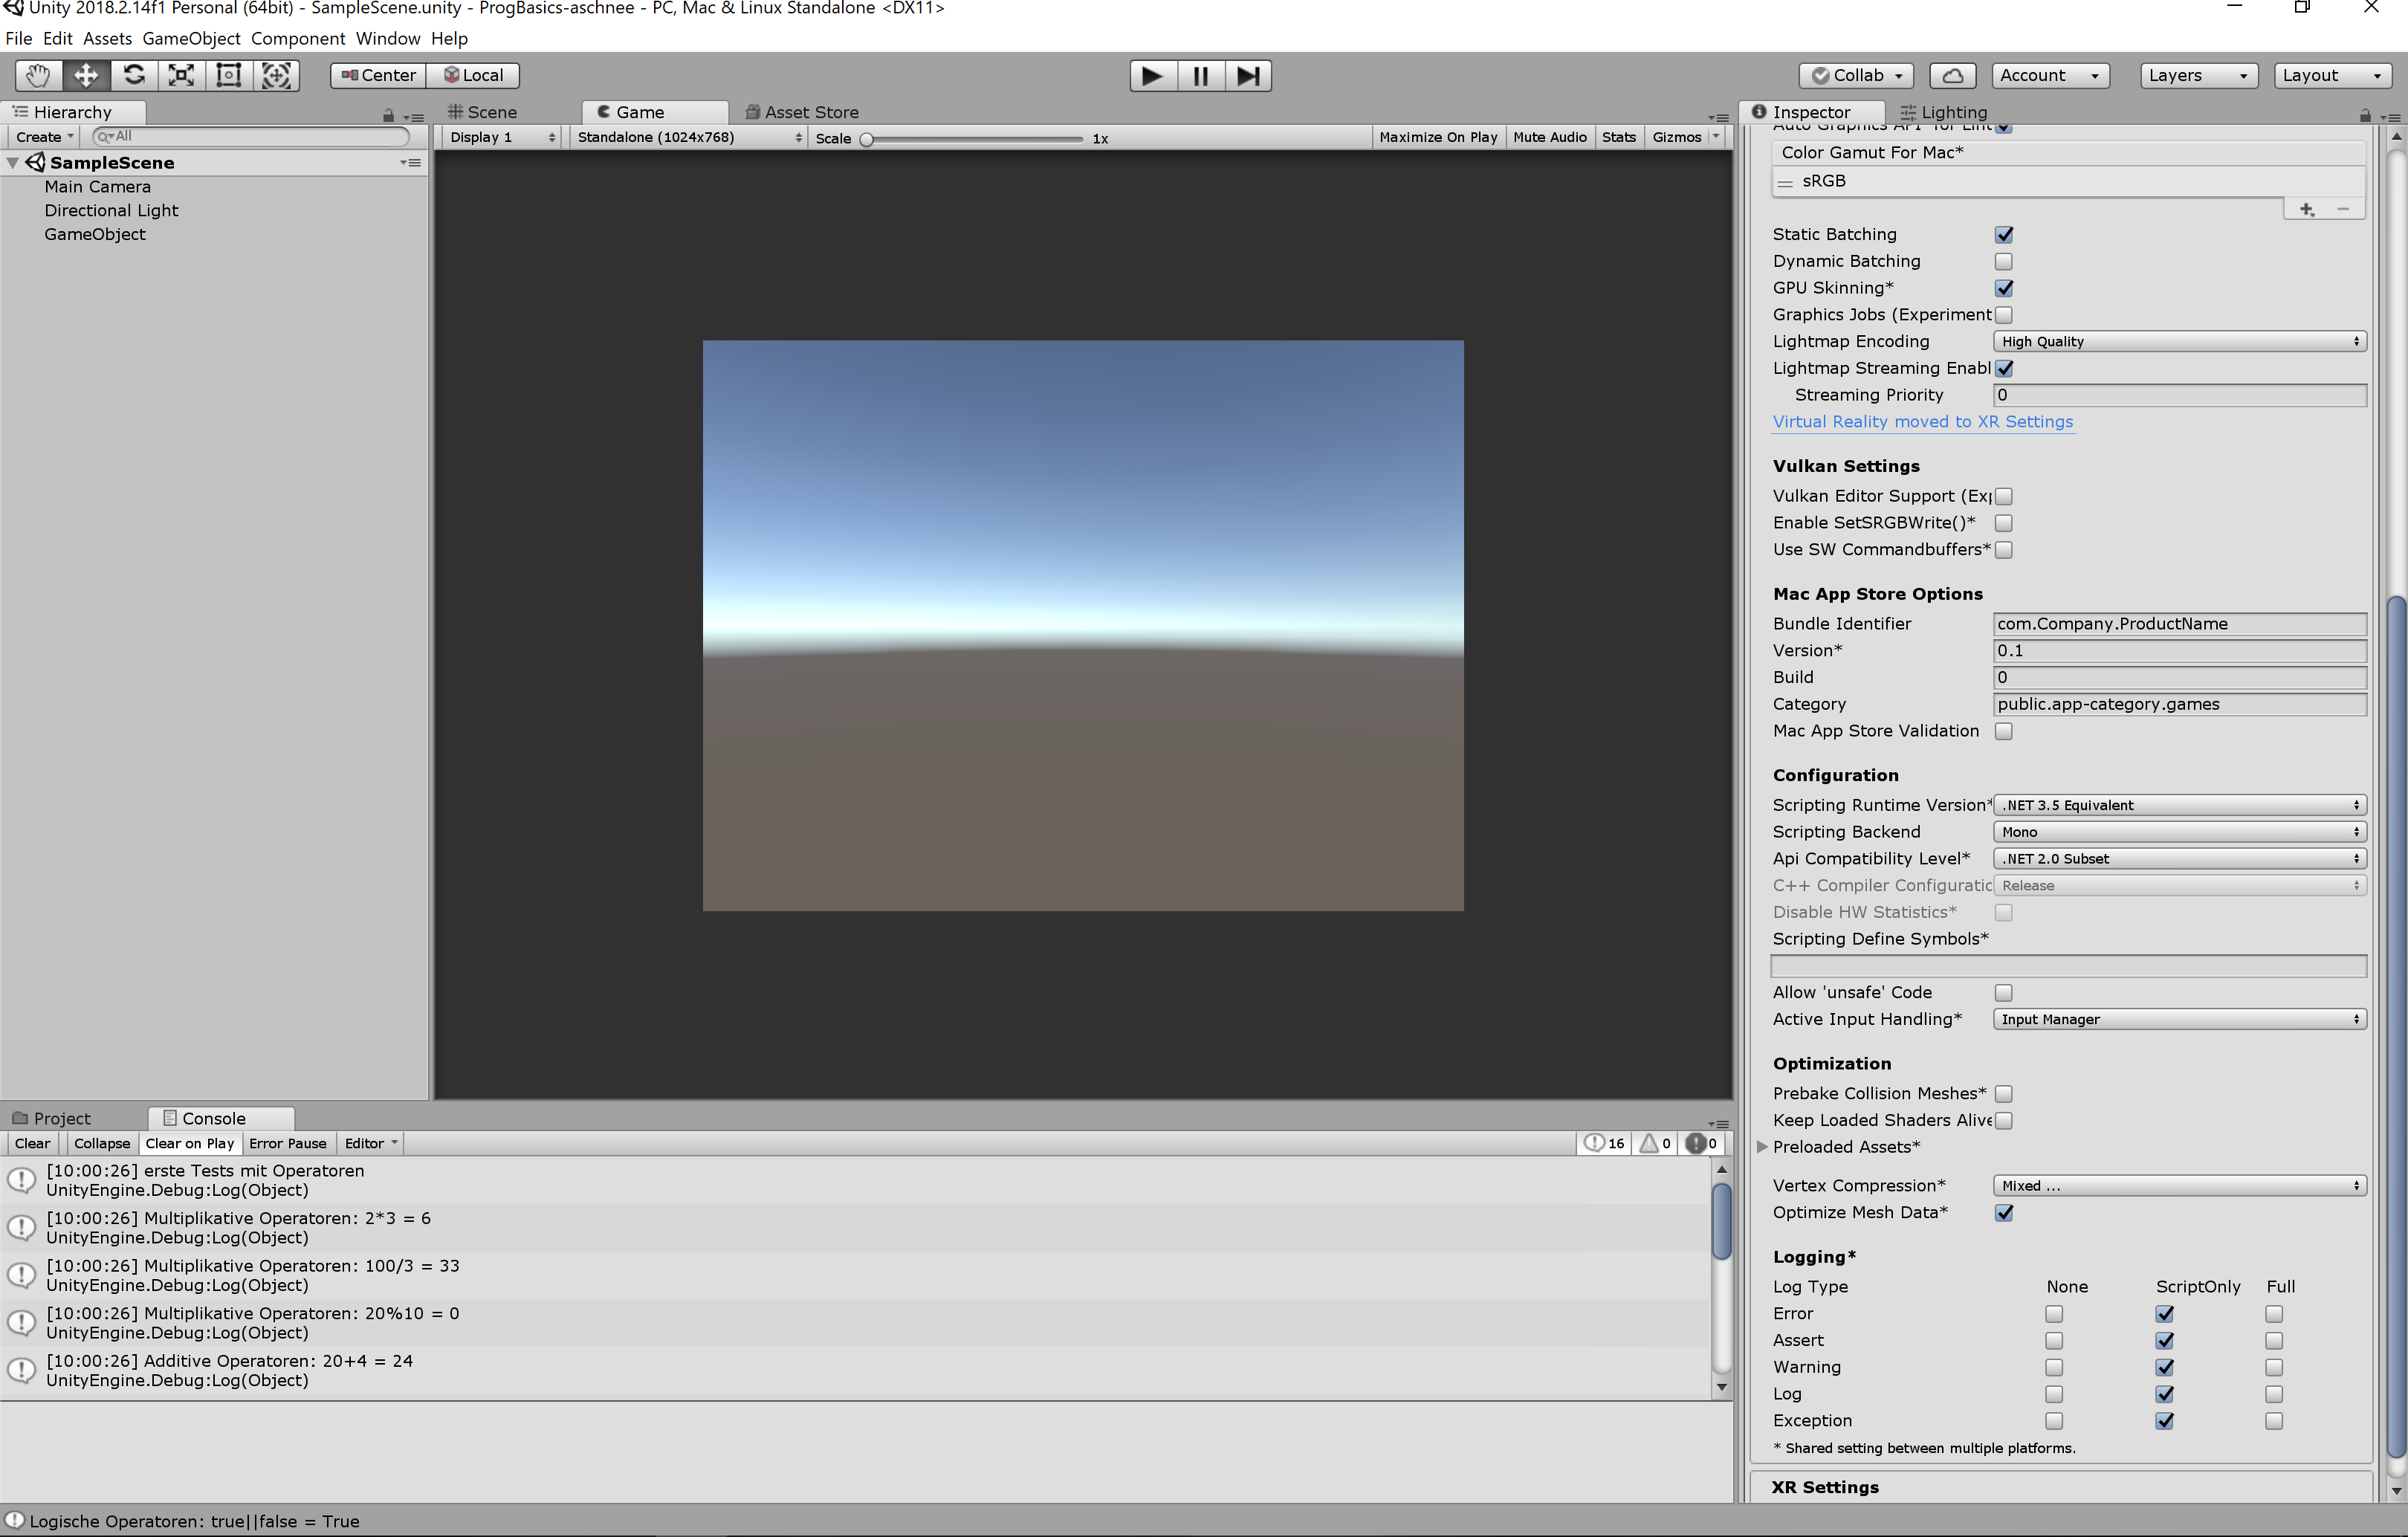 Unity 2018.2.14f1 Personal (64bit) - SampleScene.unity - ProgBasics-aschnee - PC, Mac & Linux Standalone <DX11>
File Edit Assets GameObject Component Window Help
Center Local Collab Account Layers Layout
Hierarchy
Create All
SampleScene
Main Camera
Directional Light
GameObject
Scene Game Asset Store
Display 1 Standalone (1024x768) Scale 1x Maximize On Play Mute Audio Stats Gizmos
Inspector Lighting
Auto Graphics API for Linu
Color Gamut For Mac*
sRGB
Static Batching
Dynamic Batching
GPU Skinning*
Graphics Jobs (Experiment
Lightmap Encoding High Quality
Lightmap Streaming Enabl
Streaming Priority 0
Virtual Reality moved to XR Settings
Vulkan Settings
Vulkan Editor Support (Exp
Enable SetSRGBWrite()*
Use SW Commandbuffers*
Mac App Store Options
Bundle Identifier com.Company.ProductName
Version* 0.1
Build 0
Category public.app-category.games
Mac App Store Validation
Configuration
Scripting Runtime Version* .NET 3.5 Equivalent
Scripting Backend Mono
Api Compatibility Level* .NET 2.0 Subset
C++ Compiler Configuratic Release
Disable HW Statistics*
Scripting Define Symbols*
Allow 'unsafe' Code
Active Input Handling* Input Manager
Optimization
Prebake Collision Meshes*
Keep Loaded Shaders Alive
Preloaded Assets*
Vertex Compression* Mixed ...
Optimize Mesh Data*
Logging*
Log Type None ScriptOnly Full
Error
Assert
Warning
Log
Exception
* Shared setting between multiple platforms.
XR Settings
Project Console
Clear Collapse Clear on Play Error Pause Editor 16 0 0
[10:00:26] erste Tests mit Operatoren
UnityEngine.Debug:Log(Object)
[10:00:26] Multiplikative Operatoren: 2*3 = 6
UnityEngine.Debug:Log(Object)
[10:00:26] Multiplikative Operatoren: 100/3 = 33
UnityEngine.Debug:Log(Object)
[10:00:26] Multiplikative Operatoren: 20%10 = 0
UnityEngine.Debug:Log(Object)
[10:00:26] Additive Operatoren: 20+4 = 24
UnityEngine.Debug:Log(Object)
Logische Operatoren: true||false = True